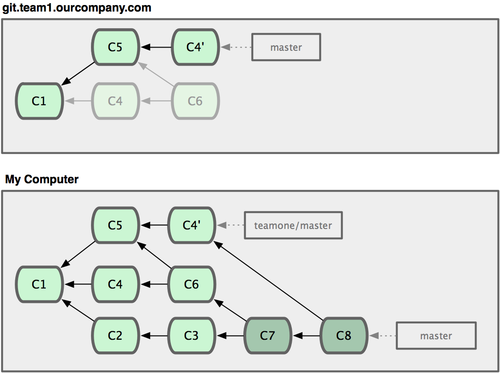 git.team1.ourcompany.com
C5 C4' master
C1 C4 C6
My Computer
C5 C4' teamone/master
C1 C4 C6
C2 C3 C7 C8 master